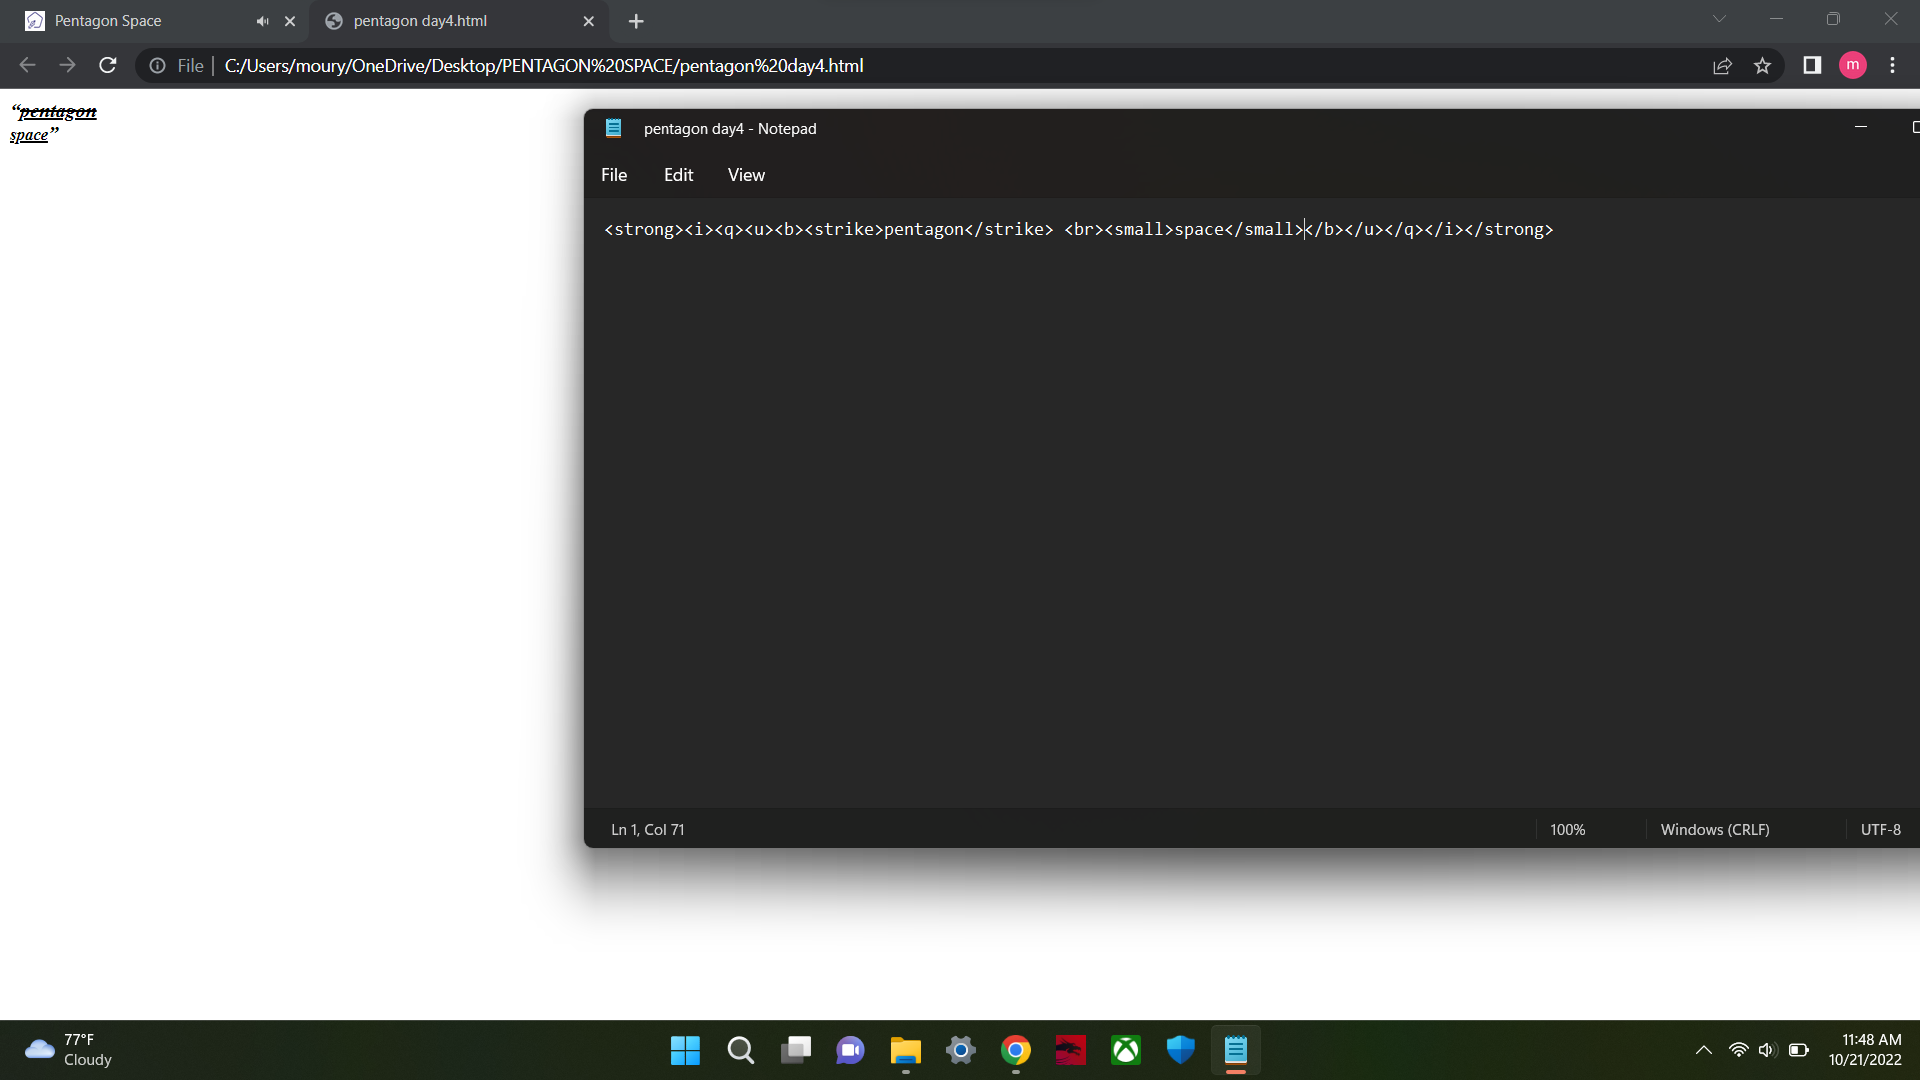 Pentagon Space
pentagon day4.html
File
C:/Users/moury/OneDrive/Desktop/PENTAGON%20SPACE/pentagon%20day4.html
m
“pentagon
space”
pentagon day4 - Notepad
File Edit View
<strong><i><q><u><b><strike>pentagon</strike> <br><small>space</small></b></u></q></i></strong>
Ln 1, Col 71
100%
Windows (CRLF)
UTF-8
77°F
Cloudy
11:48 AM
10/21/2022